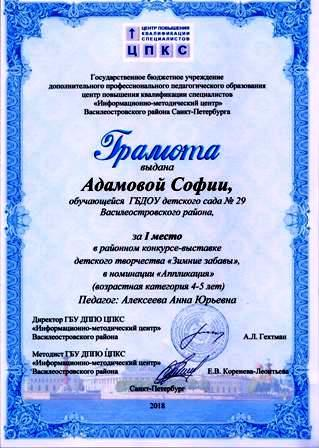 ЦЕНТР ПОВЫШЕНИЯ
КВАЛИФИКАЦИИ
СПЕЦИАЛИСТОВ
ЦПКС
Государственное бюджетное учреждение
дополнительного профессионального педагогического образования
центр повышения квалификации специалистов
«Информационно-методический центр»
Василеостровского района Санкт-Петербурга
Грамота
выдана
Адамовой Софии,
обучающейся ГБДОУ детского сада № 29
Василеостровского района,
за I место
в районном конкурсе-выставке
детского творчества «Зимние забавы»,
в номинации «Аппликация»
(возрастная категория 4-5 лет)
Педагог: Алексеева Анна Юрьевна
Директор ГБУ ДППО ЦПКС
«Информационно-методический центр»
Василеостровского района
А.Л. Гехтман
Методист ГБУ ДППО ЦПКС
«Информационно-методический центр»
Василеостровского района
Е.В. Коренева-Леонтьева
Санкт-Петербург
2018